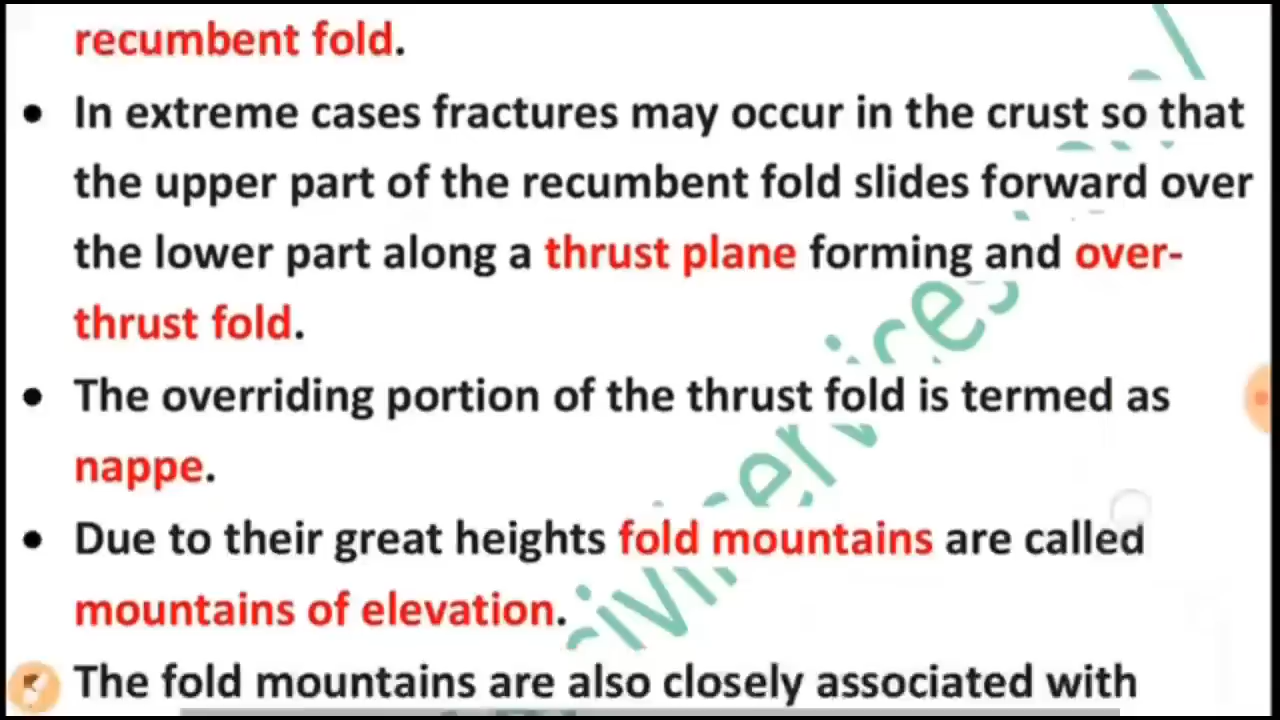 recumbent fold.
• In extreme cases fractures may occur in the crust so that
the upper part of the recumbent fold slides forward over
the lower part along a thrust plane forming and over-
thrust fold.
• The overriding portion of the thrust fold is termed as
nappe.
• Due to their great heights fold mountains are called
mountains of elevation.
The fold mountains are also closely associated with